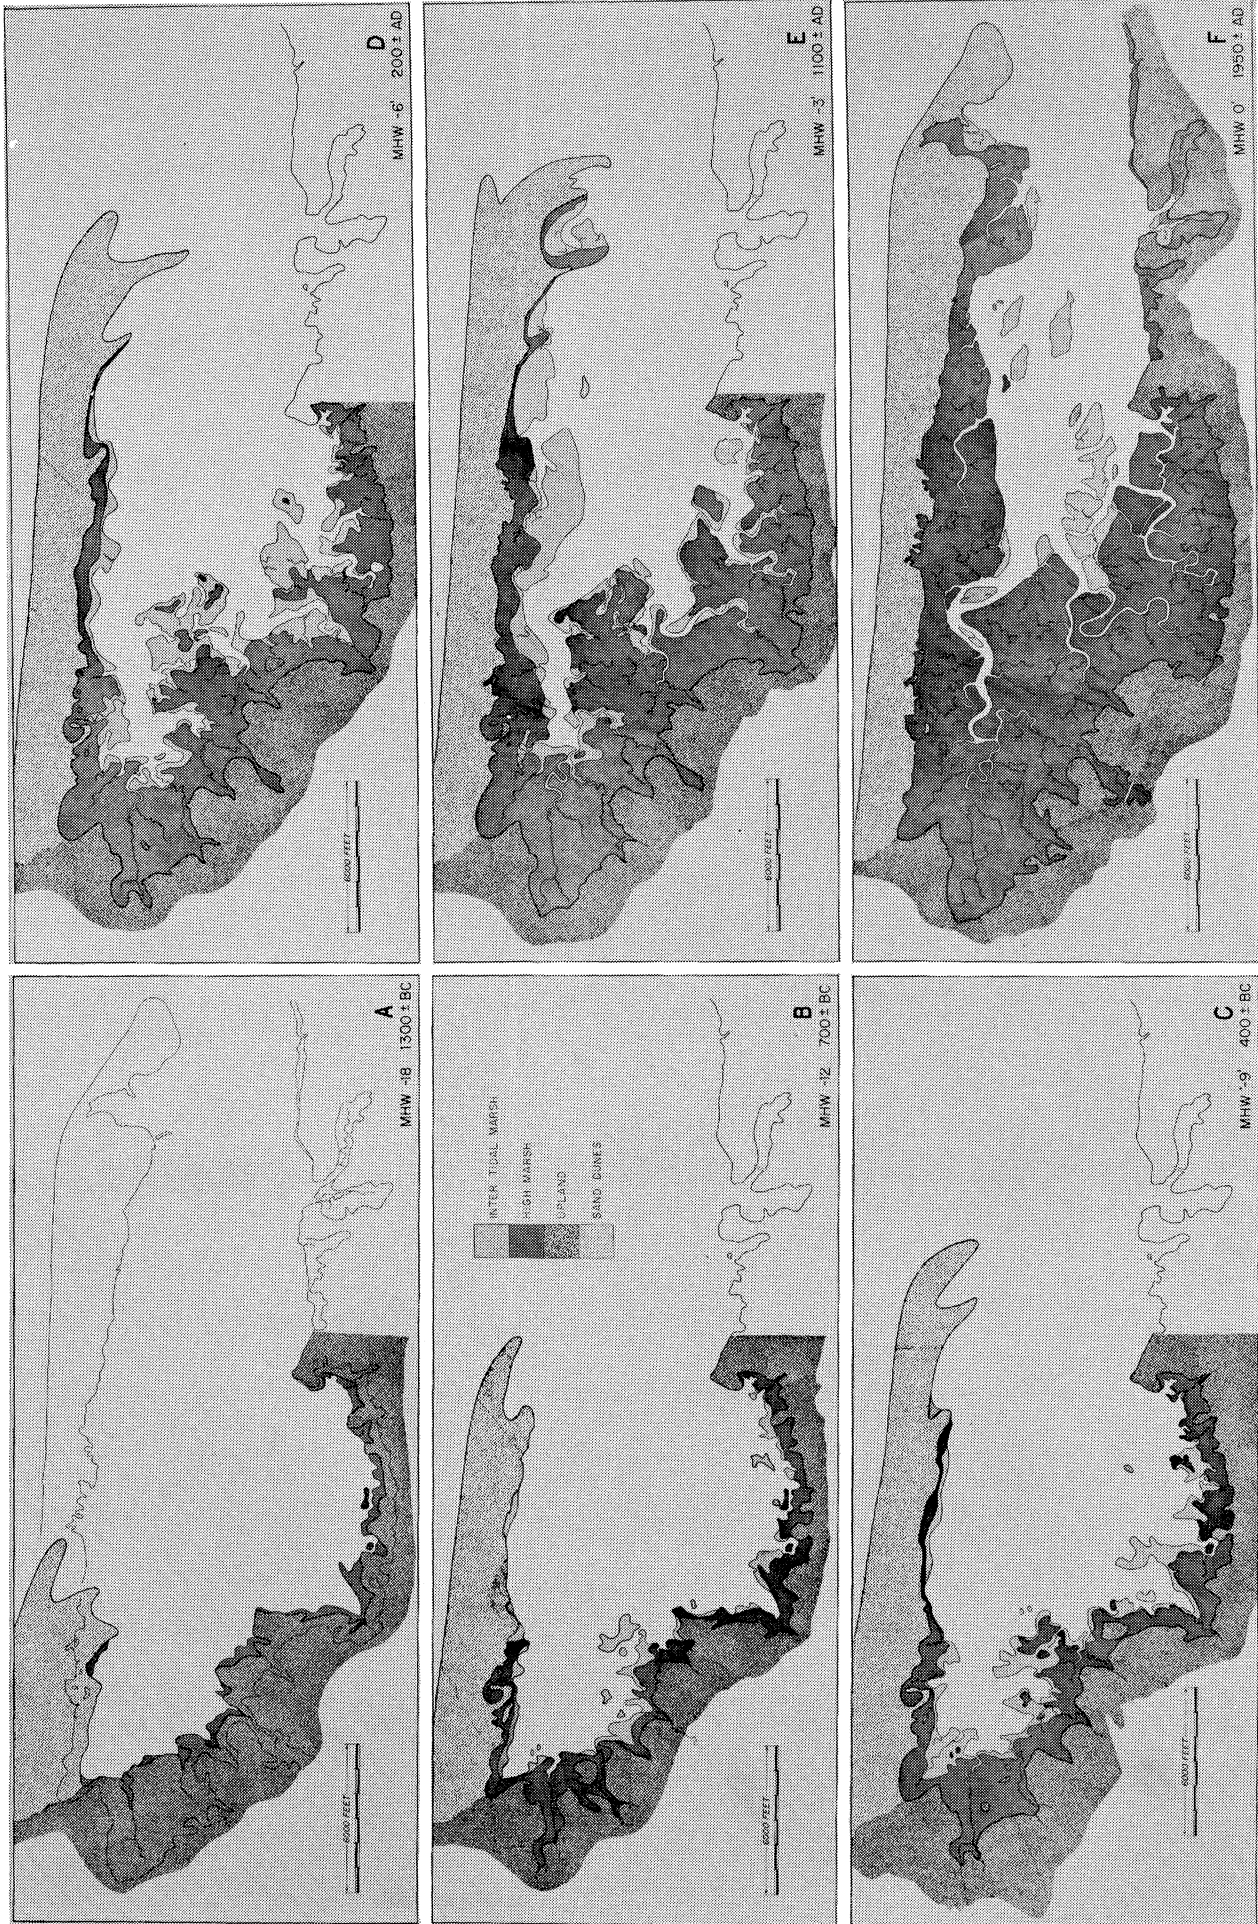 A
MHW -18 1300 ± BC
6000 FEET
B
MHW -12 700 ± BC
6000 FEET
INTER TIDAL MARSH
HIGH MARSH
UPLAND
SAND DUNES
C
MHW -9' 400 ± BC
6000 FEET
D
MHW -6' 200 ± AD
6000 FEET
E
MHW -3' 1100 ± AD
6000 FEET
F
MHW 0' 1950 ± AD
6000 FEET